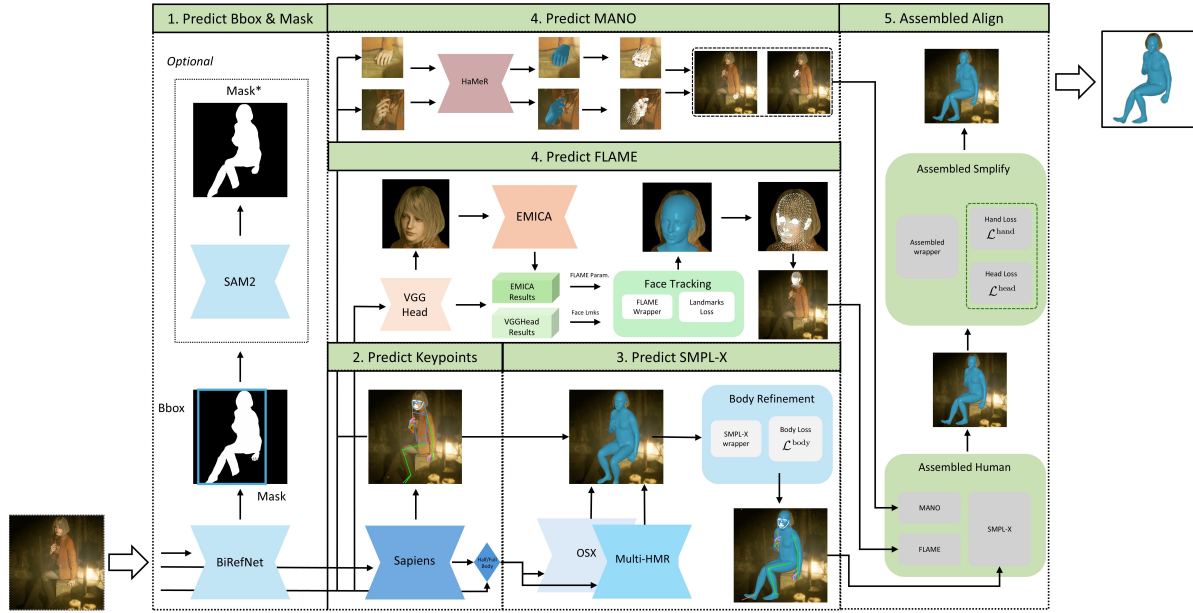 1. Predict Bbox & Mask
4. Predict MANO
5. Assembled Align
Optional
Mask*
SAM2
Bbox
Mask
BiRefNet
HaMeR
4. Predict FLAME
EMICA
VGG
Head
EMICA
Results
VGGHead
Results
FLAME Param.
Face Lmks
Face Tracking
FLAME
Wrapper
Landmarks
Loss
2. Predict Keypoints
3. Predict SMPL-X
Sapiens
Half/Full
Body
OSX
Multi-HMR
Body Refinement
SMPL-X
wrapper
Body Loss
ℒ^body
Assembled Smplify
Assembled
wrapper
Hand Loss
ℒ^hand
Head Loss
ℒ^head
Assembled Human
MANO
FLAME
SMPL-X